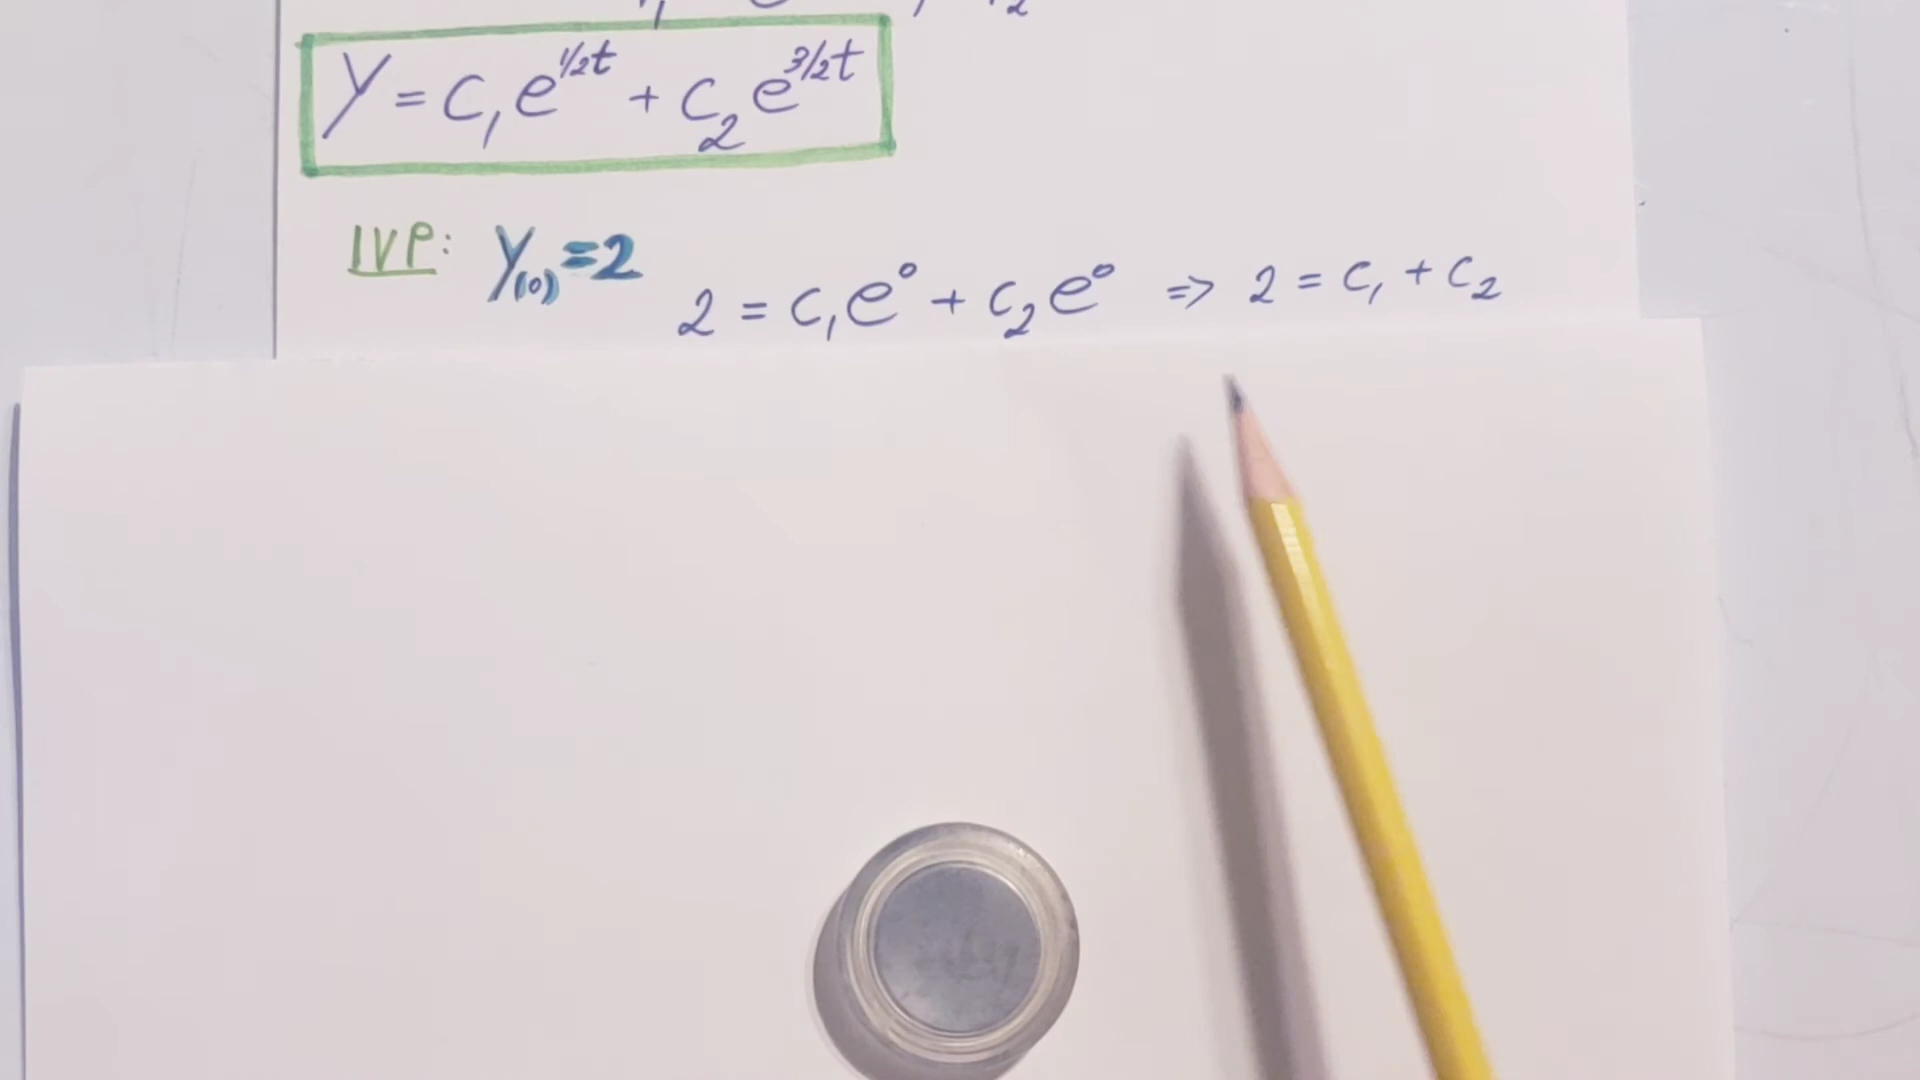 y = c₁e^{1/2t} + c₂e^{3/2t}
IVP: y₍₀₎=2
2 = c₁e⁰ + c₂e⁰ ⇒ 2 = c₁ + c₂